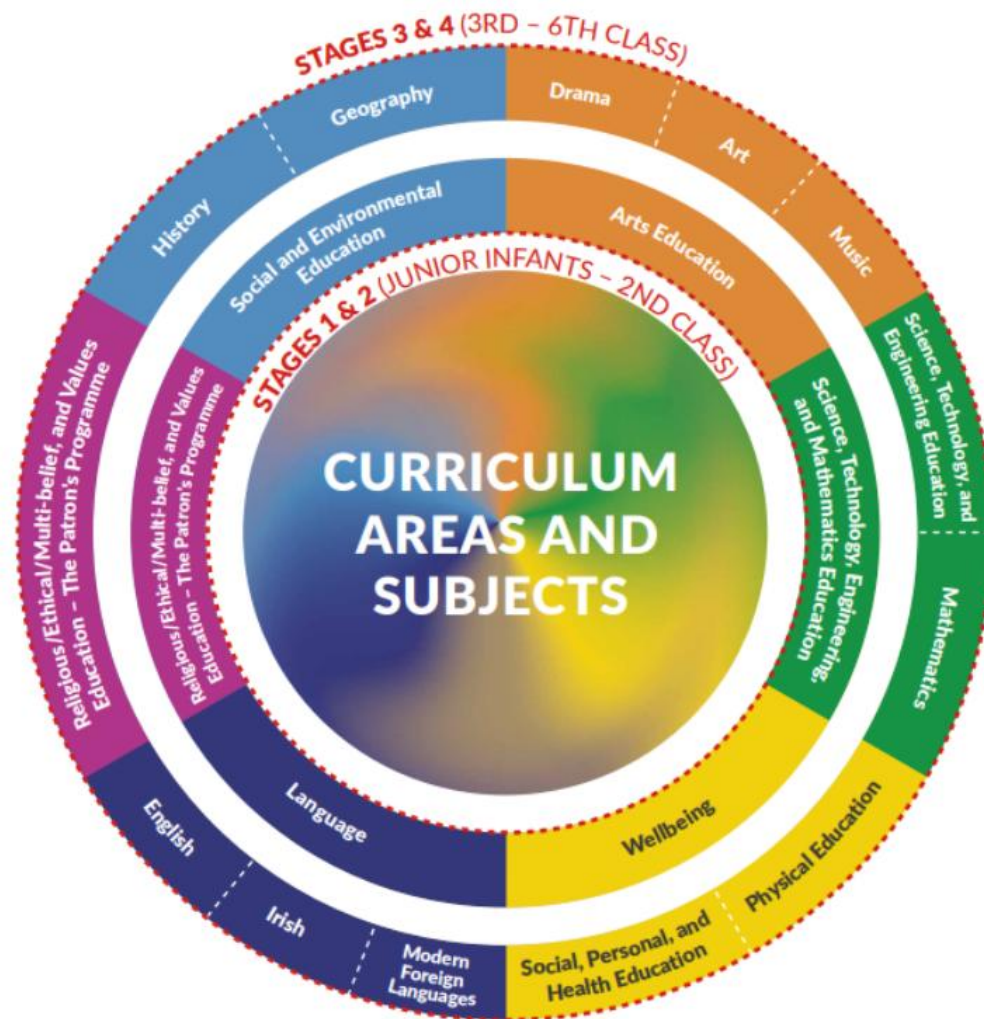 STAGES 3 & 4 (3RD – 6TH CLASS)
Geography
Drama
Art
History
Music
Social and Environmental
Education
Arts Education
STAGES 1 & 2 (JUNIOR INFANTS – 2ND CLASS)
Religious/Ethical/Multi-belief, and Values
Education – The Patron's Programme
Religious/Ethical/Multi-belief, and Values
Education – The Patron's Programme
CURRICULUM
AREAS AND
SUBJECTS
Science, Technology, Engineering,
and Mathematics Education
Science, Technology, and
Engineering Education
Mathematics
Language
Wellbeing
English
Irish
Modern
Foreign
Languages
Social, Personal, and
Health Education
Physical Education